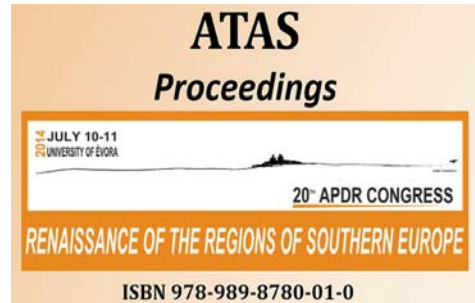 ATAS
Proceedings
2014
JULY 10-11
UNIVERSITY OF ÉVORA
20TH APDR CONGRESS
RENAISSANCE OF THE REGIONS OF SOUTHERN EUROPE
ISBN 978-989-8780-01-0